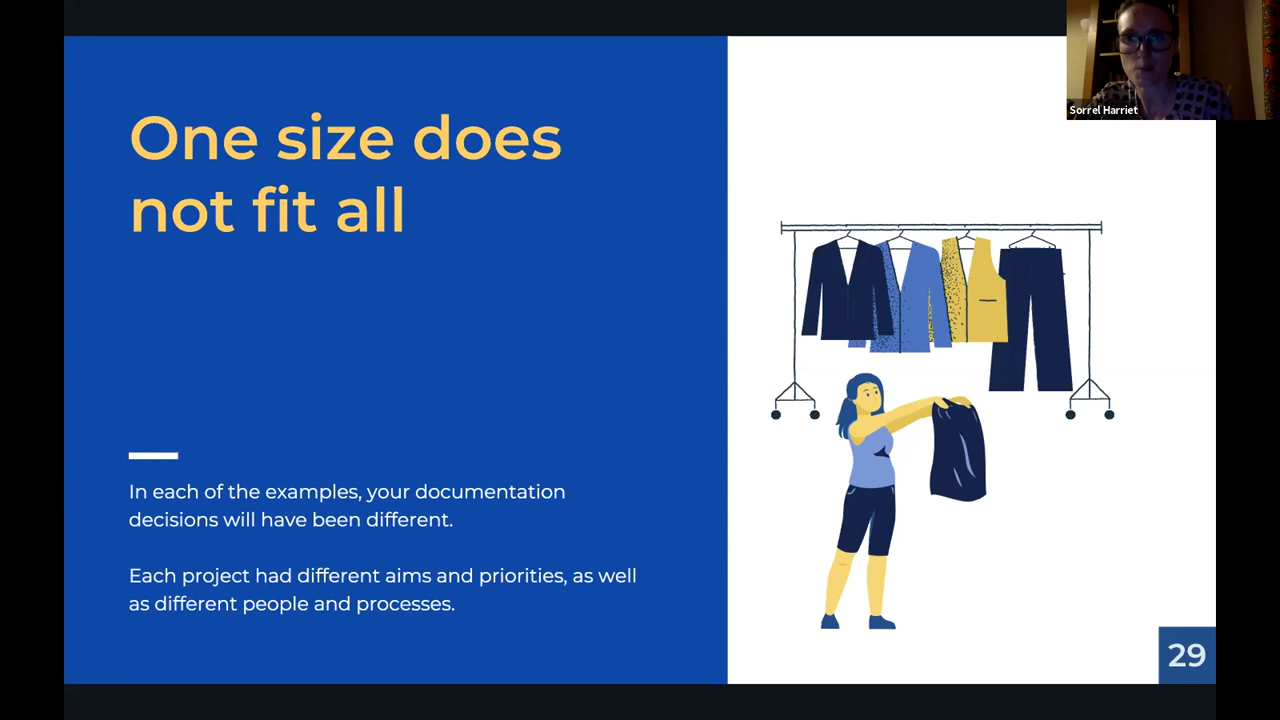 Sorrel Harriet
One size does
not fit all
In each of the examples, your documentation
decisions will have been different.
Each project had different aims and priorities, as well
as different people and processes.
29